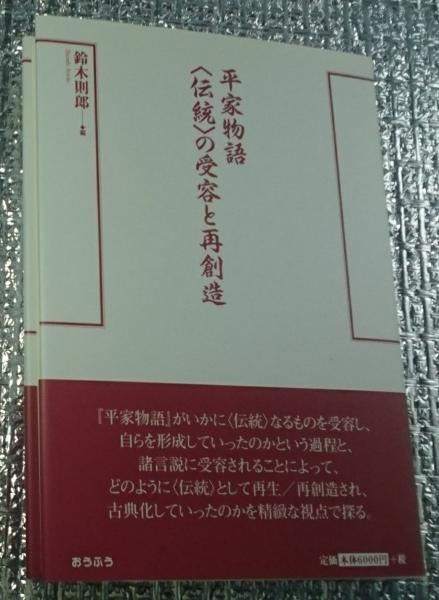 平家物語
〈伝統〉の受容と再創造
鈴木則郎―編
『平家物語』がいかに〈伝統〉なるものを受容し、
自らを形成していったのかという過程と、
諸言説に受容されることによって、
どのように〈伝統〉として再生／再創造され、
古典化していったのかを精緻な視点で探る。
おうふう
定価 本体6000円 +税